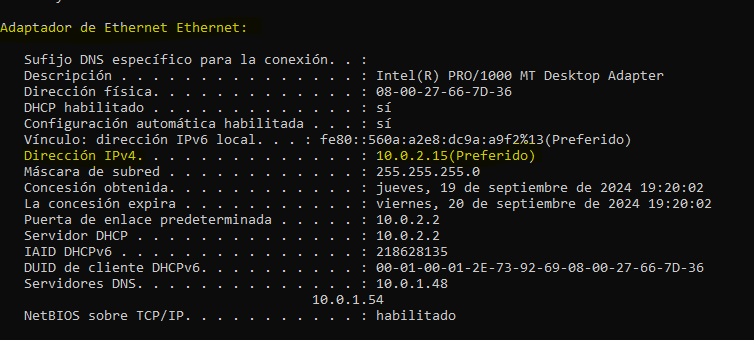 Adaptador de Ethernet Ethernet:
Sufijo DNS específico para la conexión. . :
Descripción . . . . . . . . . . . . . . . : Intel(R) PRO/1000 MT Desktop Adapter
Dirección física. . . . . . . . . . . . . : 08-00-27-66-7D-36
DHCP habilitado . . . . . . . . . . . . . : sí
Configuración automática habilitada . . . : sí
Vínculo: dirección IPv6 local. . . : fe80::560a:a2e8:dc9a:a9f2%13(Preferido)
Dirección IPv4. . . . . . . . . . . . . . : 10.0.2.15(Preferido)
Máscara de subred . . . . . . . . . . . . : 255.255.255.0
Concesión obtenida. . . . . . . . . . . . : jueves, 19 de septiembre de 2024 19:20:02
La concesión expira . . . . . . . . . . . : viernes, 20 de septiembre de 2024 19:20:02
Puerta de enlace predeterminada . . . . . : 10.0.2.2
Servidor DHCP . . . . . . . . . . . . . . : 10.0.2.2
IAID DHCPv6 . . . . . . . . . . . . . . . : 218628135
DUID de cliente DHCPv6. . . . . . . . . . : 00-01-00-01-2E-73-92-69-08-00-27-66-7D-36
Servidores DNS. . . . . . . . . . . . . . : 10.0.1.48
10.0.1.54
NetBIOS sobre TCP/IP. . . . . . . . . . . : habilitado